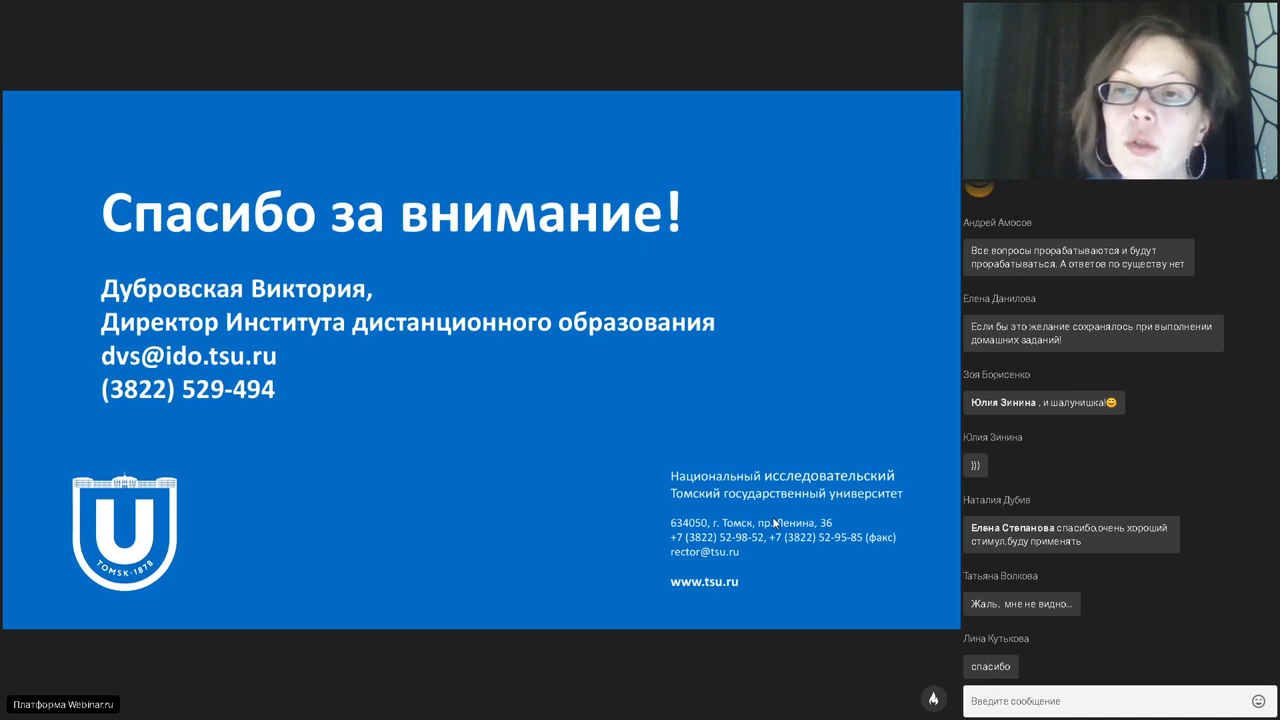 Спасибо за внимание!
Дубровская Виктория,
Директор Института дистанционного образования
dvs@ido.tsu.ru
(3822) 529-494
TOMSK·1878
Национальный исследовательский
Томский государственный университет
634050, г. Томск, пр. Ленина, 36
+7 (3822) 52-98-52, +7 (3822) 52-95-85 (факс)
rector@tsu.ru
www.tsu.ru
Платформа Webinar.ru
Андрей Амосов
Все вопросы прорабатываются и будут
прорабатываться. А ответов по существу нет
Елена Данилова
Если бы это желание сохранялось при выполнении
домашних заданий!
Зоя Борисенко
Юлия Зинина , и шалунишка!😊
Юлия Зинина
)))
Наталия Дубив
Елена Степанова спасибо,очень хороший
стимул,буду применять
Татьяна Волкова
Жаль, мне не видно...
Лина Кутькова
спасибо
Введите сообщение